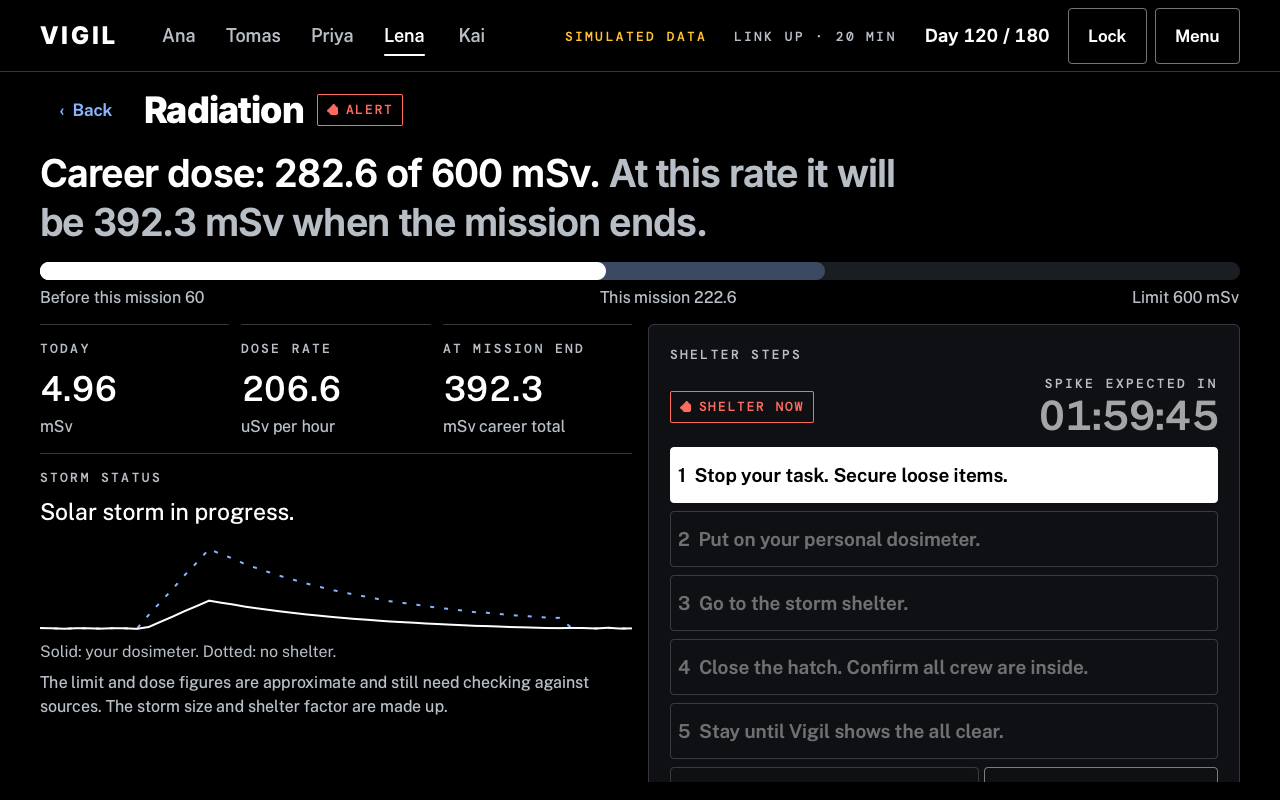 VIGIL
Ana
Tomas
Priya
Lena
Kai
SIMULATED DATA
LINK UP · 20 MIN
Day 120 / 180
Lock
Menu
‹ Back
Radiation
ALERT
Career dose: 282.6 of 600 mSv. At this rate it will
be 392.3 mSv when the mission ends.
Before this mission 60
This mission 222.6
Limit 600 mSv
TODAY
4.96
mSv
DOSE RATE
206.6
uSv per hour
AT MISSION END
392.3
mSv career total
STORM STATUS
Solar storm in progress.
Solid: your dosimeter. Dotted: no shelter.
The limit and dose figures are approximate and still need checking against
sources. The storm size and shelter factor are made up.
SHELTER STEPS
SHELTER NOW
SPIKE EXPECTED IN
01:59:45
1 Stop your task. Secure loose items.
2 Put on your personal dosimeter.
3 Go to the storm shelter.
4 Close the hatch. Confirm all crew are inside.
5 Stay until Vigil shows the all clear.